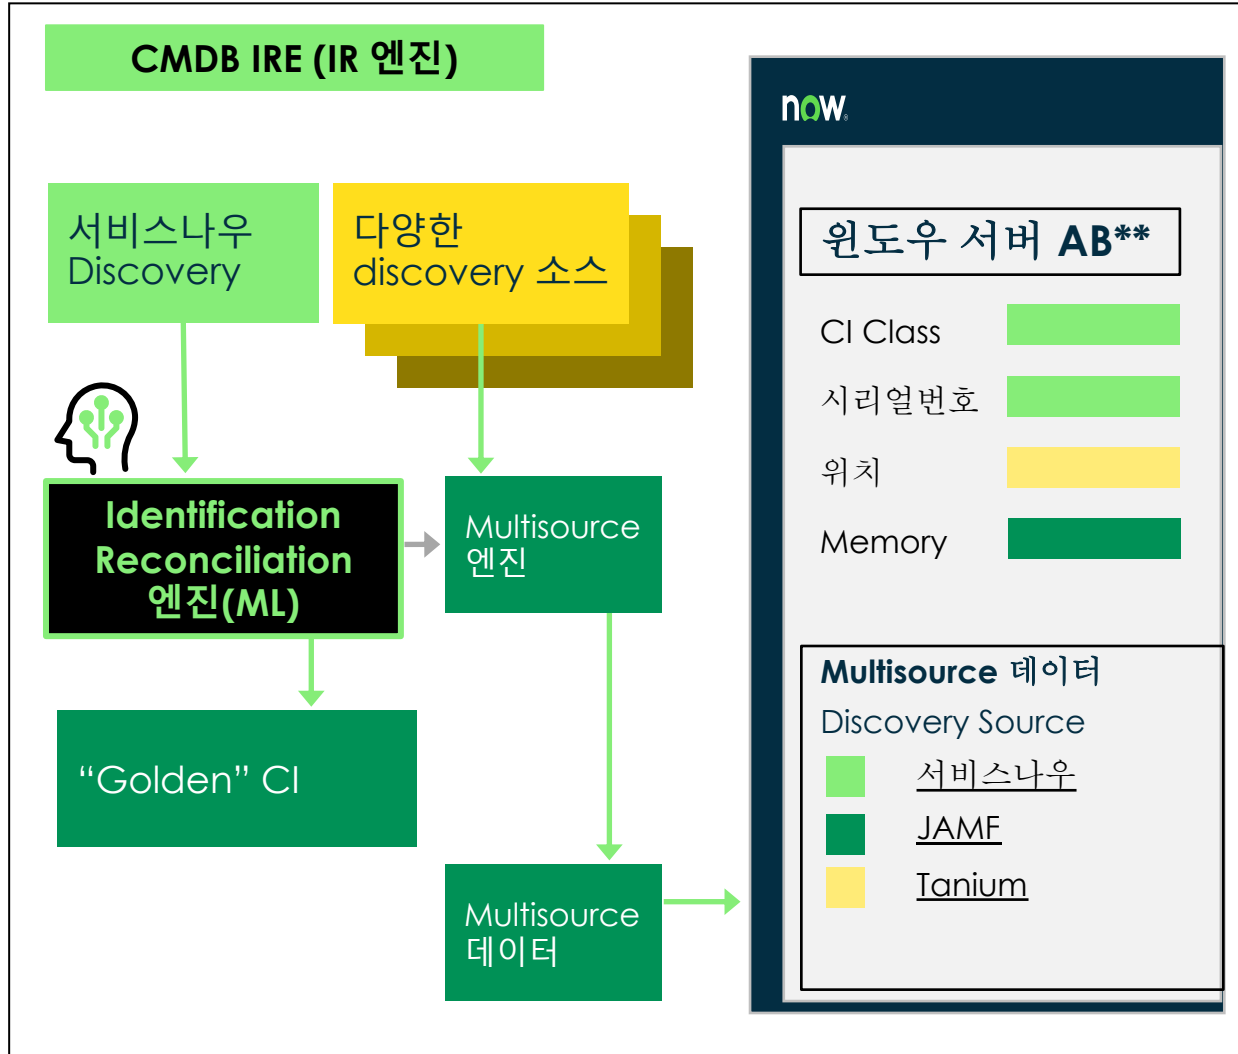 CMDB IRE (IR 엔진)
서비스나우
Discovery
다양한
discovery 소스
Identification
Reconciliation
엔진(ML)
Multisource
엔진
“Golden” CI
Multisource
데이터
now
윈도우 서버 AB**
CI Class
시리얼번호
위치
Memory
Multisource 데이터
Discovery Source
서비스나우
JAMF
Tanium